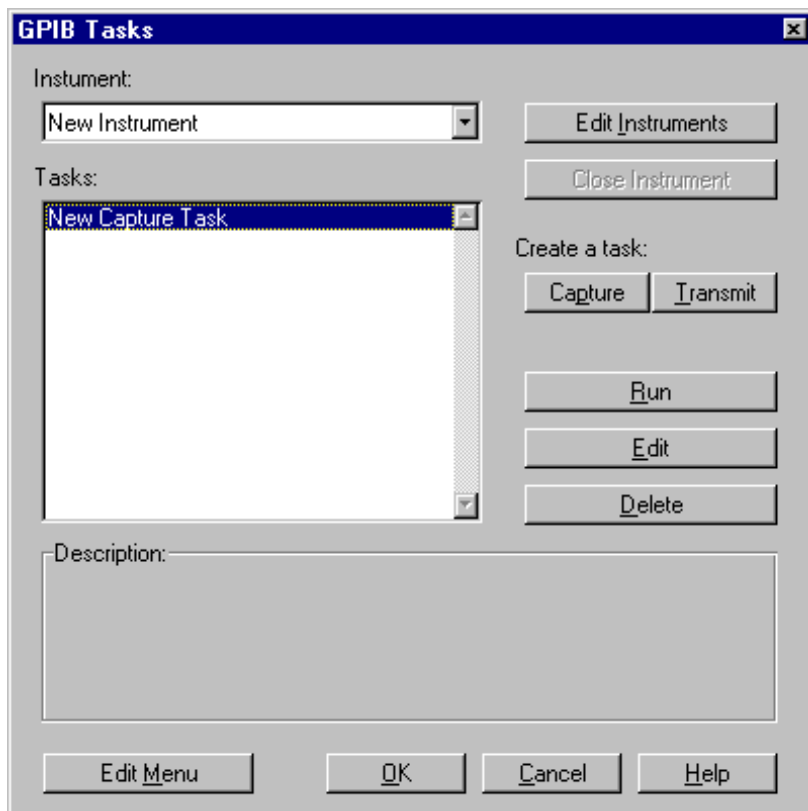 GPIB Tasks
Instument:
New Instrument
Edit Instruments
Tasks:
Close Instrument
New Capture Task
Create a task:
Capture Transmit
Run
Edit
Delete
Description:
Edit Menu OK Cancel Help